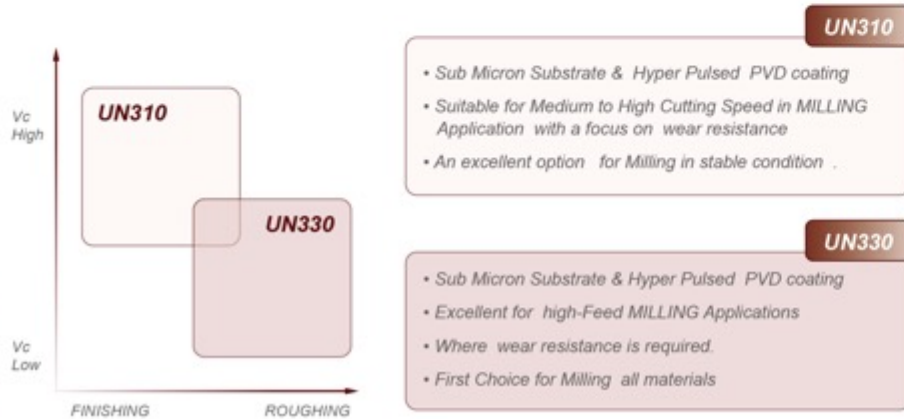 Vc
High
UN310
UN330
Vc
Low
FINISHING
ROUGHING
UN310
• Sub Micron Substrate & Hyper Pulsed PVD coating
• Suitable for Medium to High Cutting Speed in MILLING
Application with a focus on wear resistance
• An excellent option for Milling in stable condition .
UN330
• Sub Micron Substrate & Hyper Pulsed PVD coating
• Excellent for high-Feed MILLING Applications
• Where wear resistance is required.
• First Choice for Milling all materials